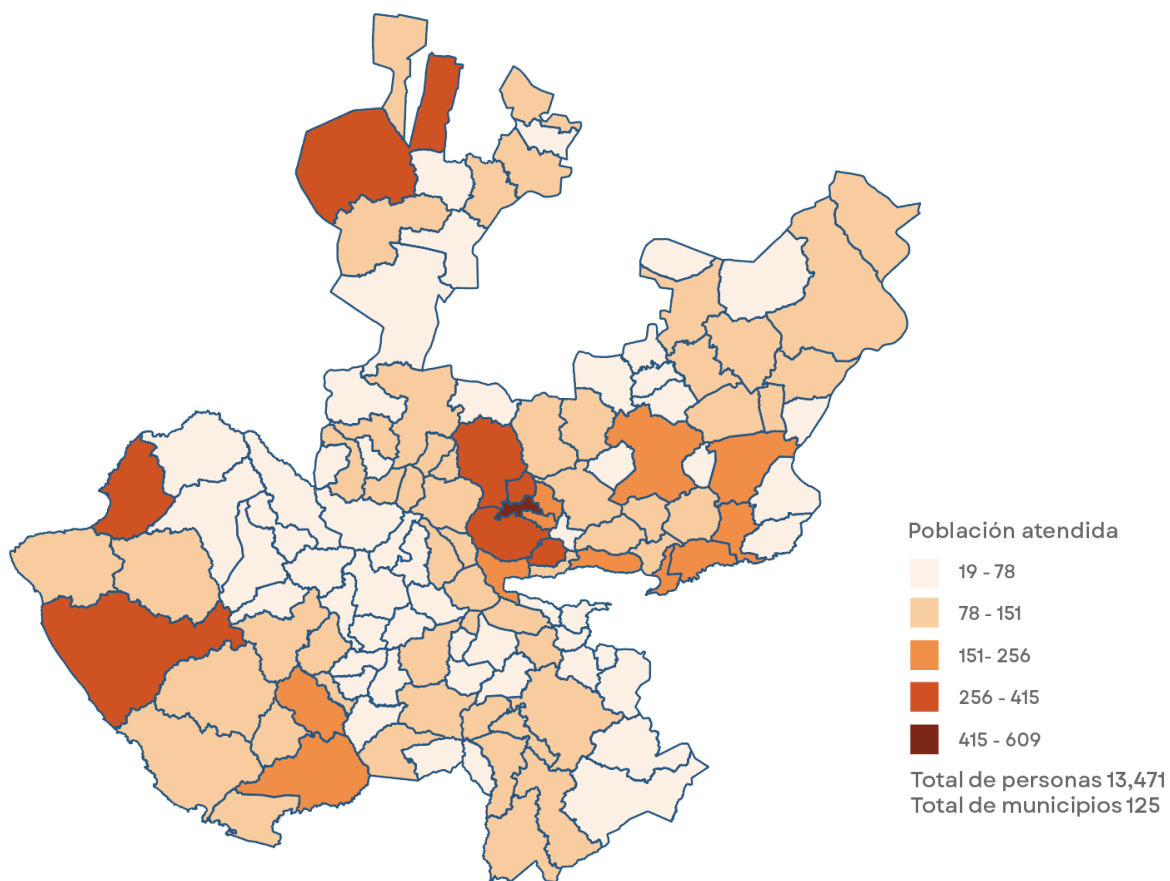 Población atendida
19 - 78
78 - 151
151- 256
256 - 415
415 - 609
Total de personas 13,471
Total de municipios 125